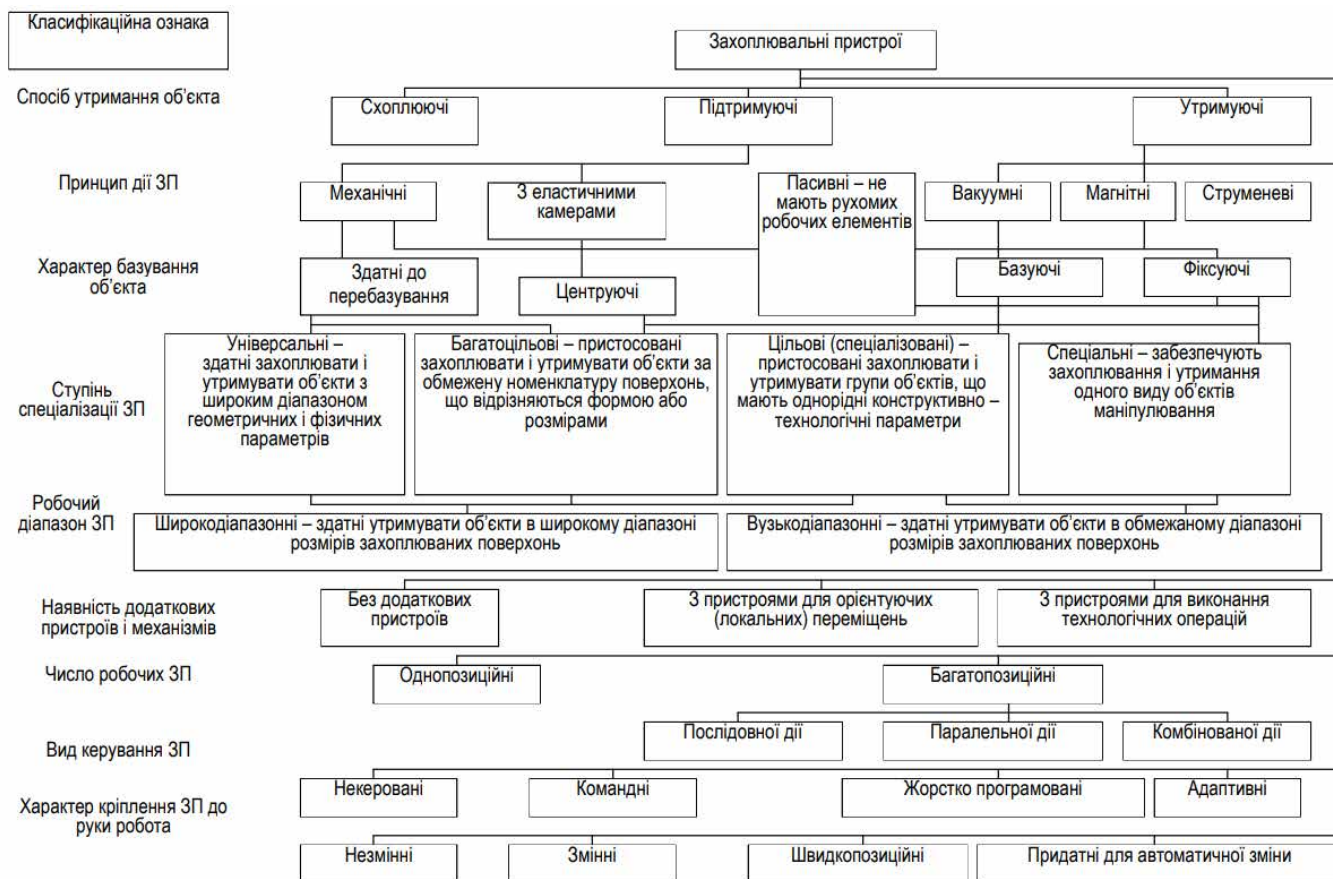 Класифікаційна ознака
Захоплювальні пристрої
Спосіб утримання об’єкта
Схоплюючі
Підтримуючі
Утримуючі
Принцип дії ЗП
Механічні
З еластичними
камерами
Пасивні – не
мають рухомих
робочих елементів
Вакуумні
Магнітні
Струменеві
Характер базування
об’єкта
Здатні до
перебазування
Центруючі
Базуючі
Фіксуючі
Ступінь
спеціалізації ЗП
Універсальні –
здатні захоплювати і
утримувати об’єкти з
широким діапазоном
геометричних і фізичних
параметрів
Багатоцільові – пристосовані
захоплювати і утримувати об’єкти за
обмежену номенклатуру поверхонь,
що відрізняються формою або
розмірами
Цільові (спеціалізовані) –
пристосовані захоплювати і
утримувати групи об’єктів, що
мають однорідні конструктивно –
технологічні параметри
Спеціальні – забезпечують
захоплювання і утримання
одного виду об’єктів
маніпулювання
Робочий
діапазон ЗП
Широкодіапазонні – здатні утримувати об’єкти в широкому діапазоні
розмірів захоплюваних поверхонь
Вузькодіапазонні – здатні утримувати об’єкти в обмежаному діапазоні
розмірів захоплюваних поверхонь
Наявність додаткових
пристроїв і механізмів
Без додаткових
пристроїв
З пристроями для орієнтуючих
(локальних) переміщень
З пристроями для виконання
технологічних операцій
Число робочих ЗП
Однопозиційні
Багатопозиційні
Вид керування ЗП
Послідовної дії
Паралельної дії
Комбінованої дії
Характер кріплення ЗП до
руки робота
Некеровані
Командні
Жорстко програмовані
Адаптивні
Незмінні
Змінні
Швидкопозиційні
Придатні для автоматичної зміни